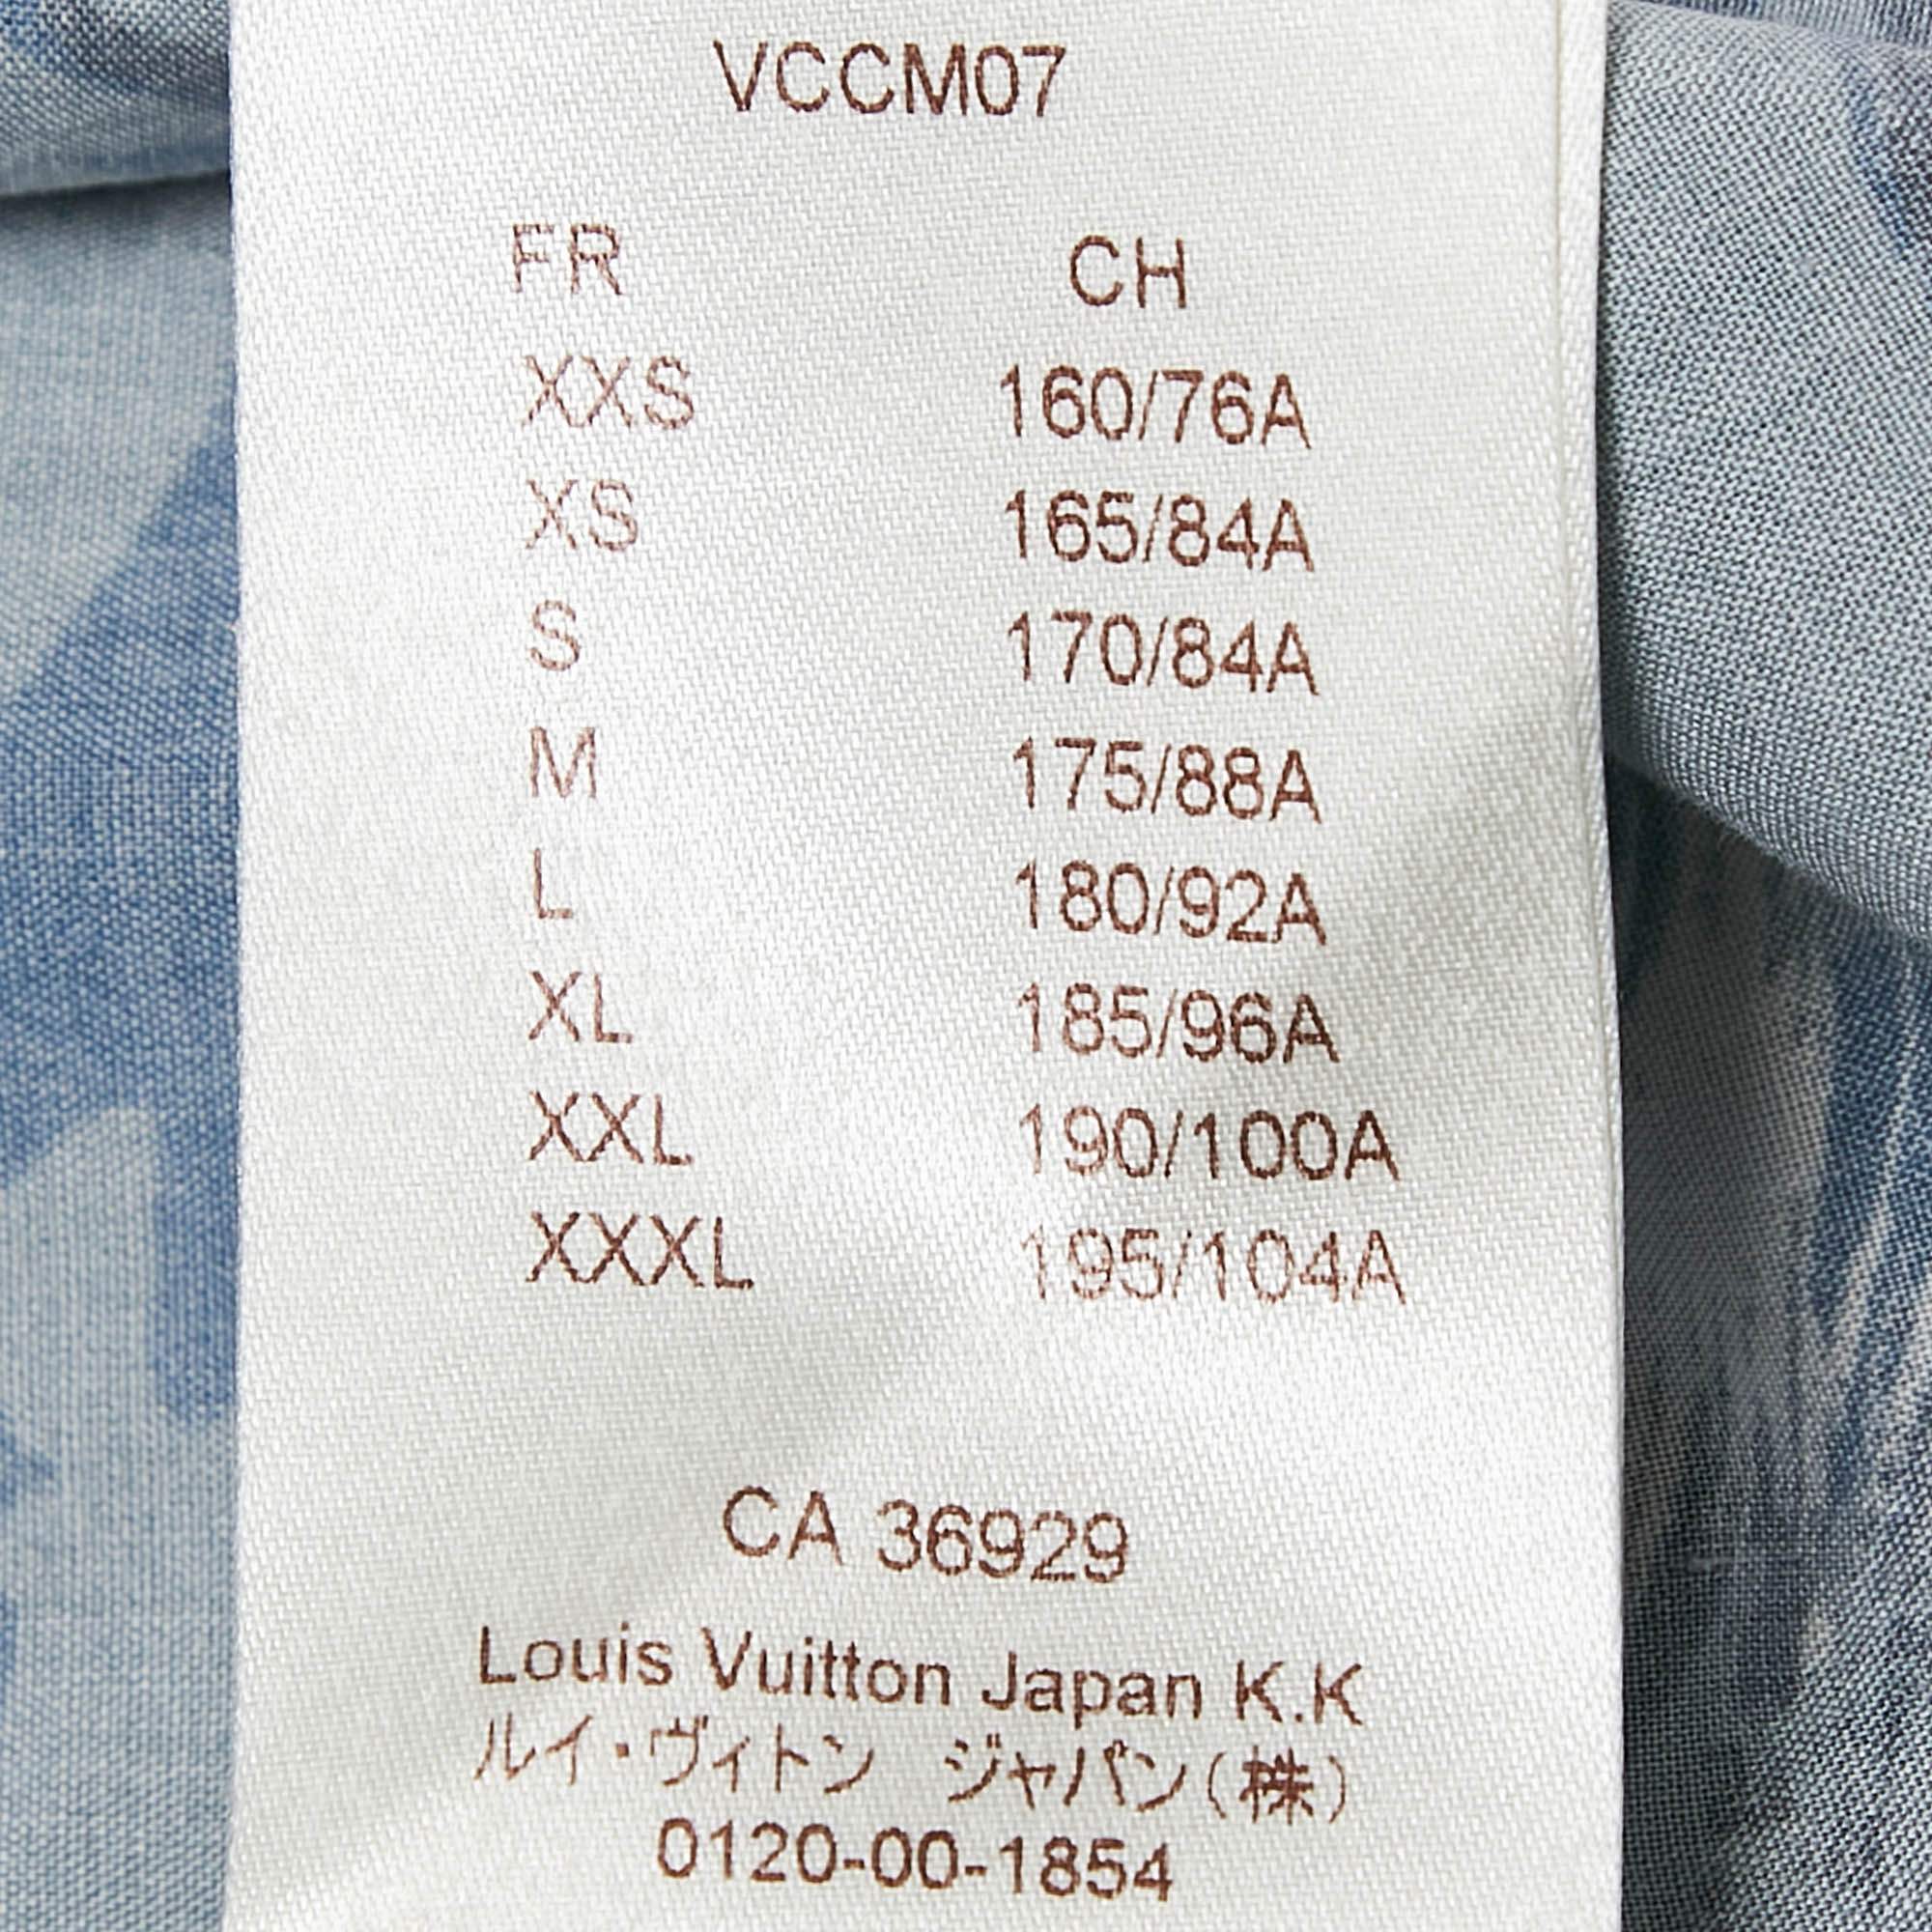 VCCM07
FR CH
XXS 160/76A
XS 165/84A
S 170/84A
M 175/88A
L 180/92A
XL 185/96A
XXL 190/100A
XXXL 195/104A
CA 36929
Louis Vuitton Japan K.K
ルイ・ヴィトン ジャパン(株)
0120-00-1854